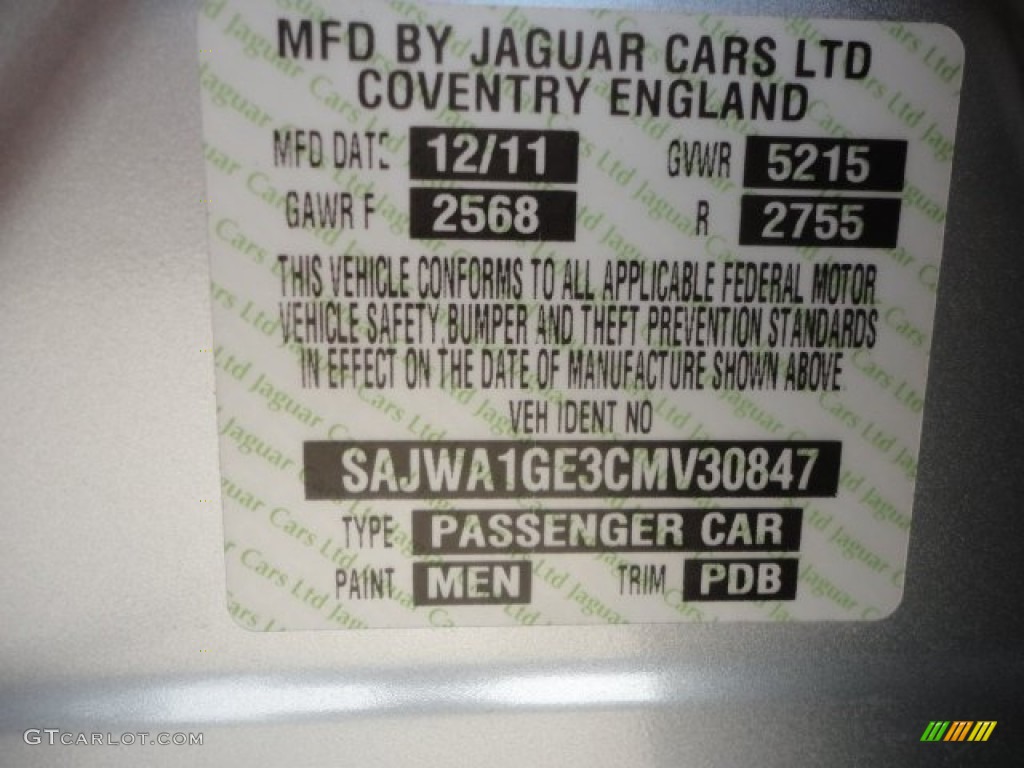 MFD BY JAGUAR CARS LTD
COVENTRY ENGLAND
MFD DATE 12/11 GVWR 5215
GAWR F 2568 R 2755
THIS VEHICLE CONFORMS TO ALL APPLICABLE FEDERAL MOTOR
VEHICLE SAFETY, BUMPER AND THEFT PREVENTION STANDARDS
IN EFFECT ON THE DATE OF MANUFACTURE SHOWN ABOVE
VEH IDENT NO
SAJWA1GE3CMV30847
TYPE PASSENGER CAR
PAINT MEN TRIM PDB
GTCARLOT.COM